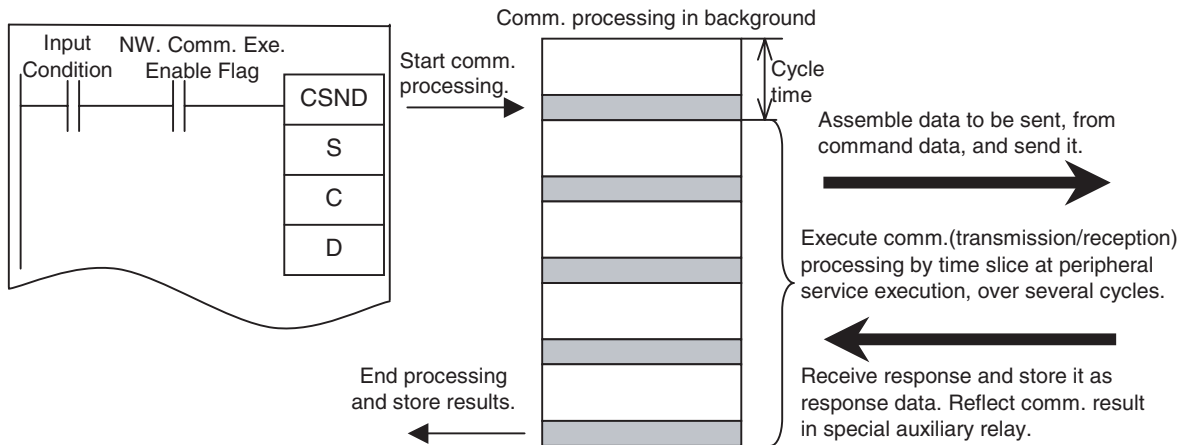 Comm. processing in background
Input
Condition
NW. Comm. Exe.
Enable Flag
CSND
S
C
D
Start comm.
processing.
Cycle
time
Assemble data to be sent, from
command data, and send it.
Execute comm.(transmission/reception)
processing by time slice at peripheral
service execution, over several cycles.
End processing
and store results.
Receive response and store it as
response data. Reflect comm. result
in special auxiliary relay.